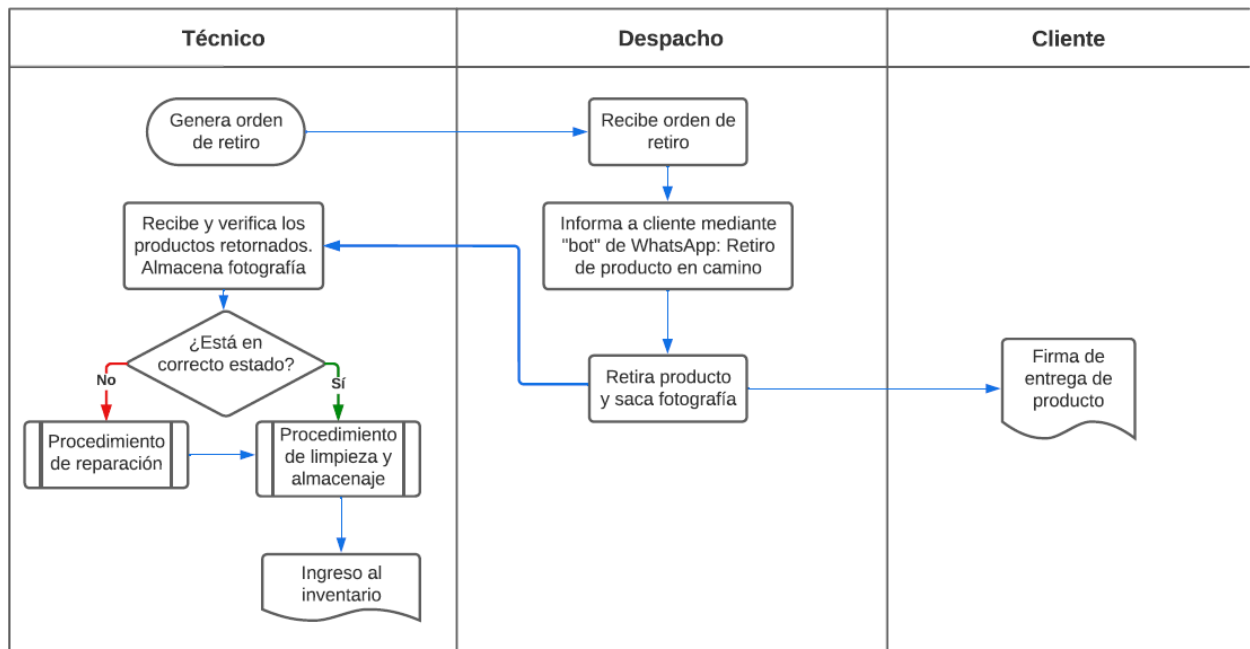 Técnico
Despacho
Cliente
Genera orden
de retiro
Recibe orden de
retiro
Recibe y verifica los
productos retornados.
Almacena fotografía
Informa a cliente mediante
"bot" de WhatsApp: Retiro
de producto en camino
¿Está en
correcto estado?
No
Sí
Retira producto
y saca fotografía
Firma de
entrega de
producto
Procedimiento
de reparación
Procedimiento
de limpieza y
almacenaje
Ingreso al
inventario